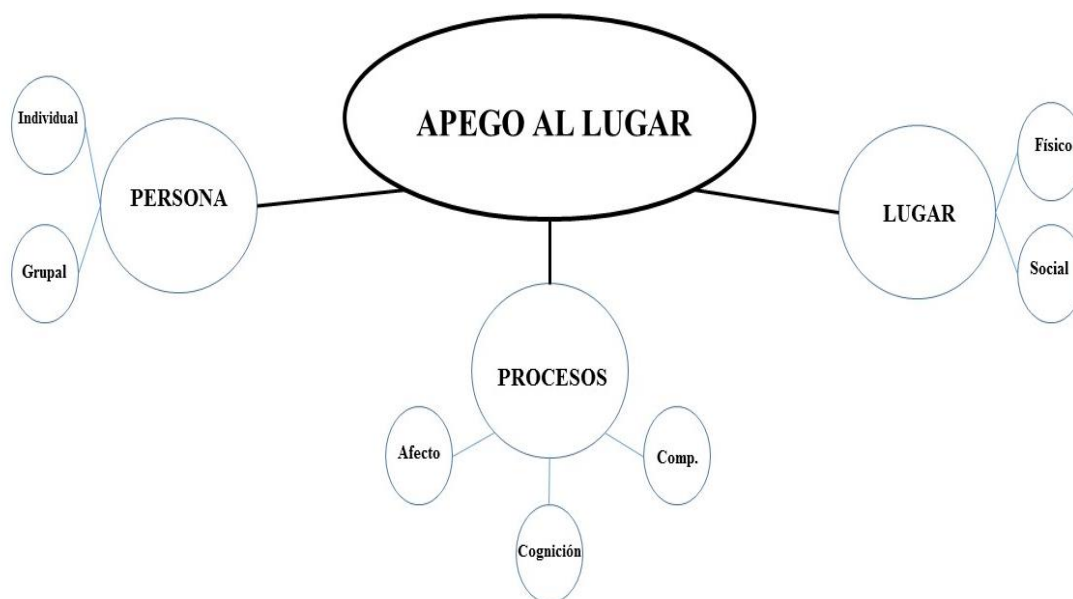 APEGO AL LUGAR
PERSONA
Individual
Grupal
PROCESOS
Afecto
Cognición
Comp.
LUGAR
Físico
Social